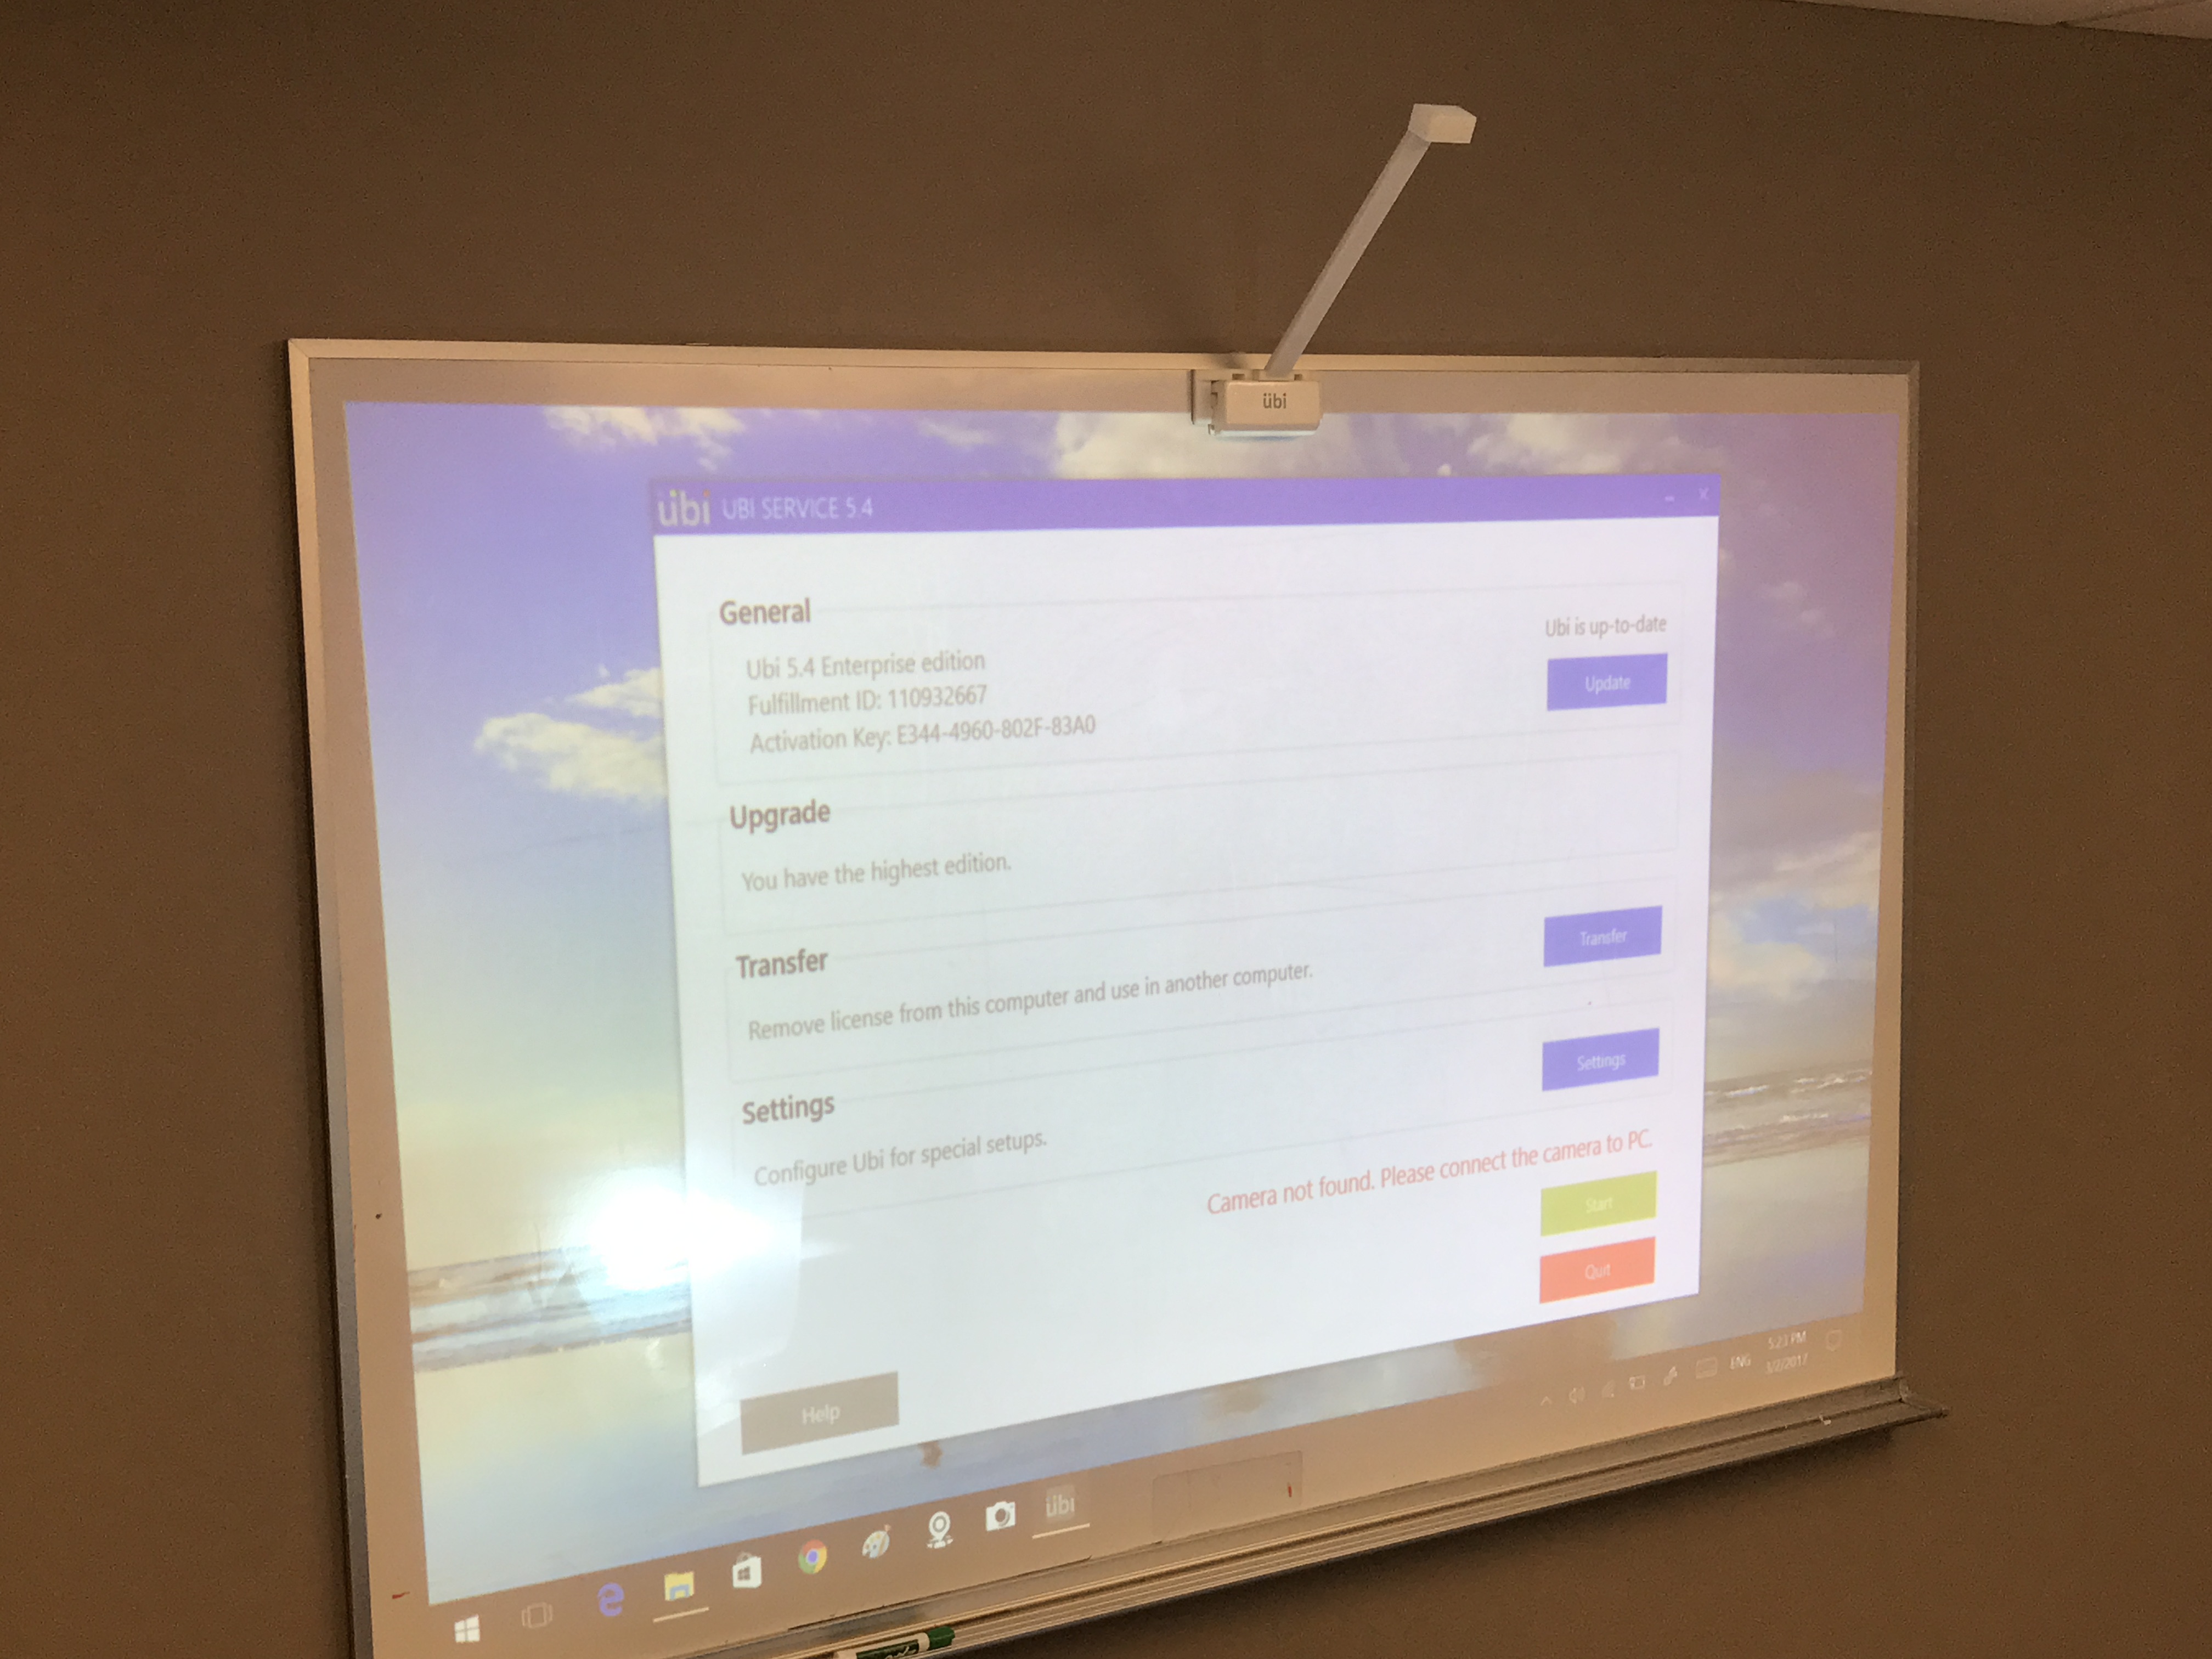 übi
übi UBI SERVICE 5.4
General
Ubi is up-to-date
Ubi 5.4 Enterprise edition
Fulfillment ID: 110932667
Activation Key: E344-4960-802F-83A0
Update
Upgrade
You have the highest edition.
Transfer
Remove license from this computer and use in another computer.
Transfer
Settings
Configure Ubi for special setups.
Settings
Camera not found. Please connect the camera to PC.
Start
Quit
Help
übi
ENG
5:23 PM
3/2/2017